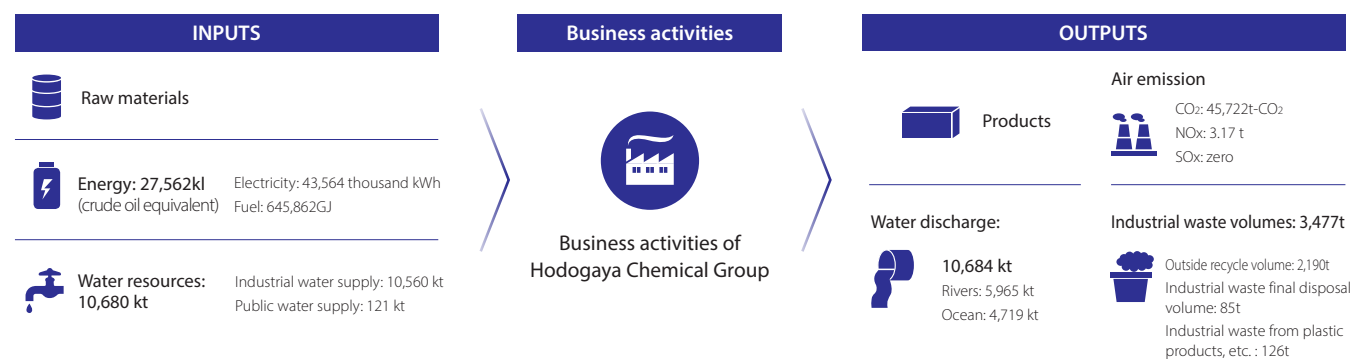 INPUTS
Raw materials
Energy: 27,562kl
(crude oil equivalent)
Electricity: 43,564 thousand kWh
Fuel: 645,862GJ
Water resources:
10,680 kt
Industrial water supply: 10,560 kt
Public water supply: 121 kt
Business activities
Business activities of
Hodogaya Chemical Group
OUTPUTS
Products
Air emission
CO2: 45,722t-CO2
NOx: 3.17 t
SOx: zero
Water discharge:
10,684 kt
Rivers: 5,965 kt
Ocean: 4,719 kt
Industrial waste volumes: 3,477t
Outside recycle volume: 2,190t
Industrial waste final disposal
volume: 85t
Industrial waste from plastic
products, etc. : 126t